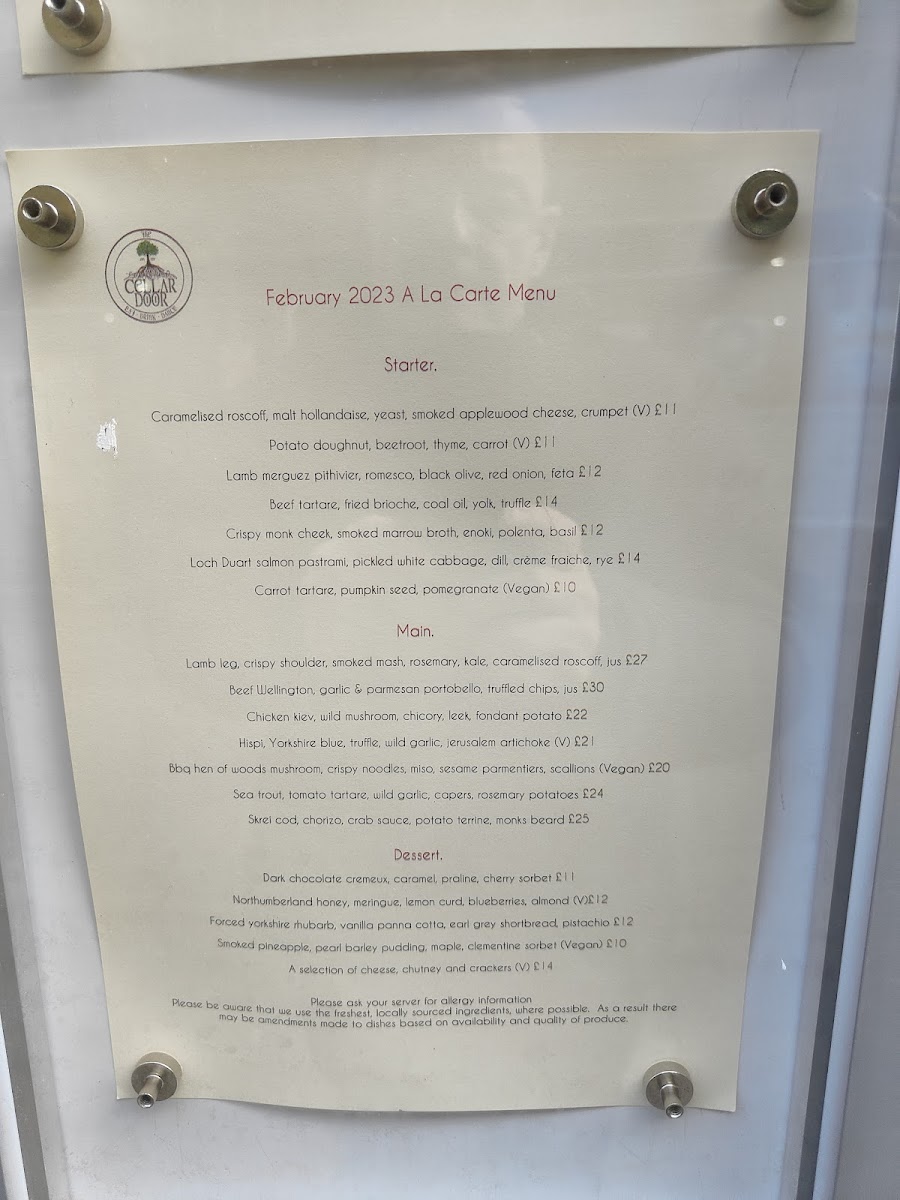 THE
CELLAR
DOOR
EAT · DRINK · DANCE
February 2023 A La Carte Menu
Starter.
Caramelised roscoff, malt hollandaise, yeast, smoked applewood cheese, crumpet (V) £11
Potato doughnut, beetroot, thyme, carrot (V) £11
Lamb merguez pithivier, romesco, black olive, red onion, feta £12
Beef tartare, fried brioche, coal oil, yolk, truffle £14
Crispy monk cheek, smoked marrow broth, enoki, polenta, basil £12
Loch Duart salmon pastrami, pickled white cabbage, dill, crème fraiche, rye £14
Carrot tartare, pumpkin seed, pomegranate (Vegan) £10
Main.
Lamb leg, crispy shoulder, smoked mash, rosemary, kale, caramelised roscoff, jus £27
Beef Wellington, garlic & parmesan portobello, truffled chips, jus £30
Chicken kiev, wild mushroom, chicory, leek, fondant potato £22
Hispi, Yorkshire blue, truffle, wild garlic, jerusalem artichoke (V) £21
Bbq hen of woods mushroom, crispy noodles, miso, sesame parmentiers, scallions (Vegan) £20
Sea trout, tomato tartare, wild garlic, capers, rosemary potatoes £24
Skrei cod, chorizo, crab sauce, potato terrine, monks beard £25
Dessert.
Dark chocolate cremeux, caramel, praline, cherry sorbet £11
Northumberland honey, meringue, lemon curd, blueberries, almond (V)£12
Forced yorkshire rhubarb, vanilla panna cotta, earl grey shortbread, pistachio £12
Smoked pineapple, pearl barley pudding, maple, clementine sorbet (Vegan) £10
A selection of cheese, chutney and crackers (V) £14
Please ask your server for allergy information
Please be aware that we use the freshest, locally sourced ingredients, where possible. As a result there
may be amendments made to dishes based on availability and quality of produce.